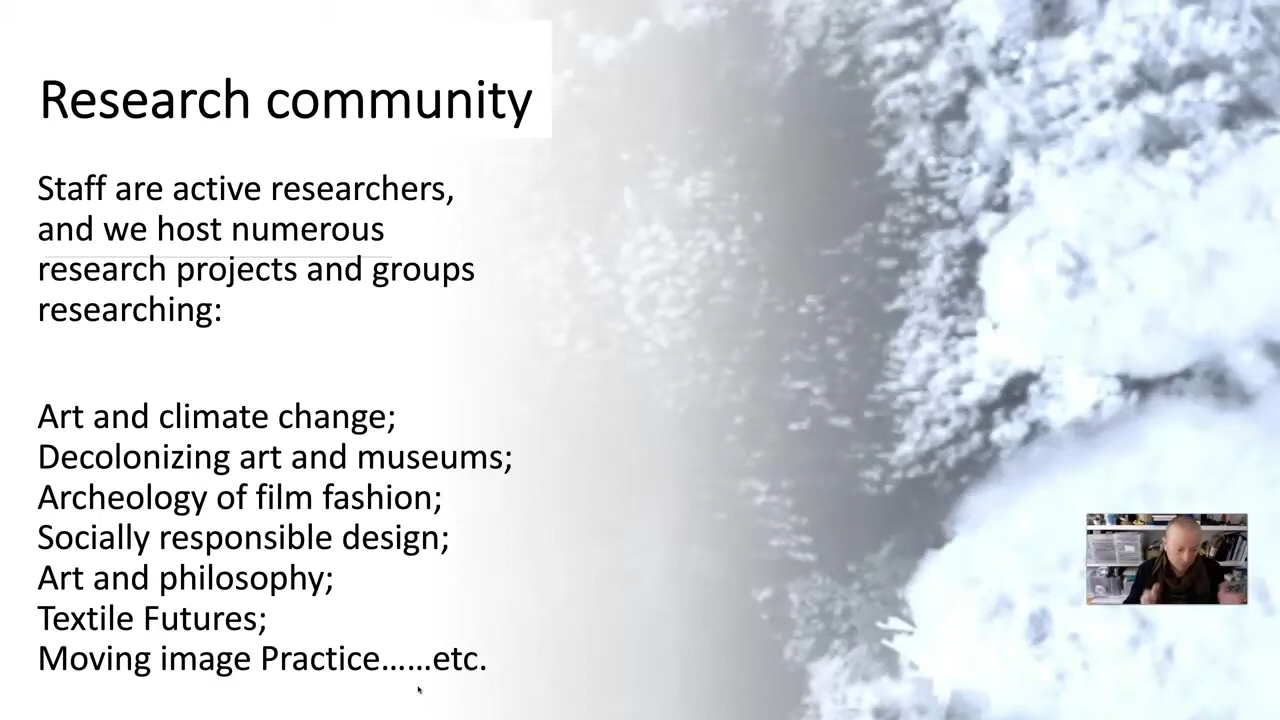 Research community
Staff are active researchers,
and we host numerous
research projects and groups
researching:
Art and climate change;
Decolonizing art and museums;
Archeology of film fashion;
Socially responsible design;
Art and philosophy;
Textile Futures;
Moving image Practice……etc.